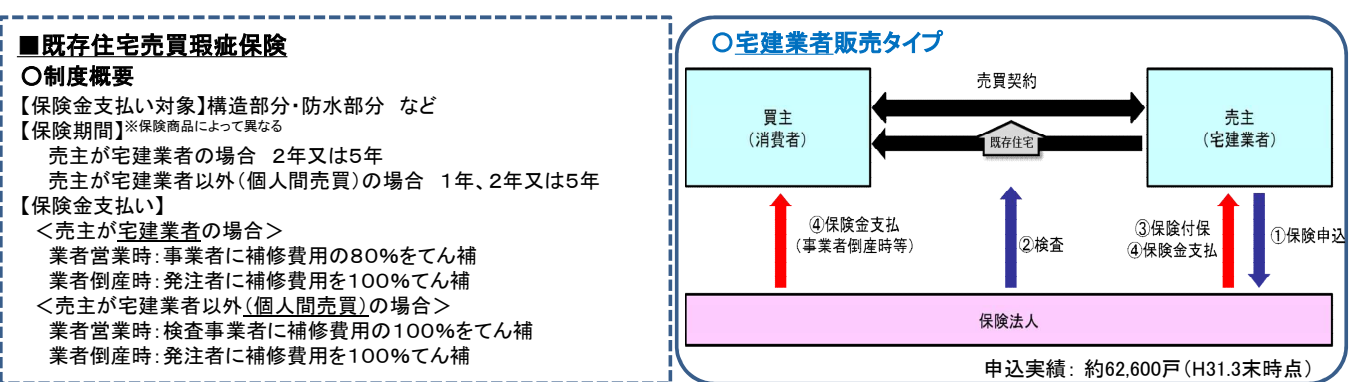 ■既存住宅売買瑕疵保険
○制度概要
【保険金支払い対象】構造部分・防水部分 など
【保険期間】※保険商品によって異なる
売主が宅建業者の場合 2年又は5年
売主が宅建業者以外(個人間売買)の場合 1年、2年又は5年
【保険金支払い】
<売主が宅建業者の場合>
業者営業時:事業者に補修費用の80%をてん補
業者倒産時:発注者に補修費用を100%てん補
<売主が宅建業者以外(個人間売買)の場合>
業者営業時:検査事業者に補修費用の100%をてん補
業者倒産時:発注者に補修費用を100%てん補
○宅建業者販売タイプ
売買契約
買主
(消費者)
既存住宅
売主
(宅建業者)
④保険金支払
(事業者倒産時等)
②検査
③保険付保
④保険金支払
①保険申込
保険法人
申込実績: 約62,600戸(H31.3末時点)